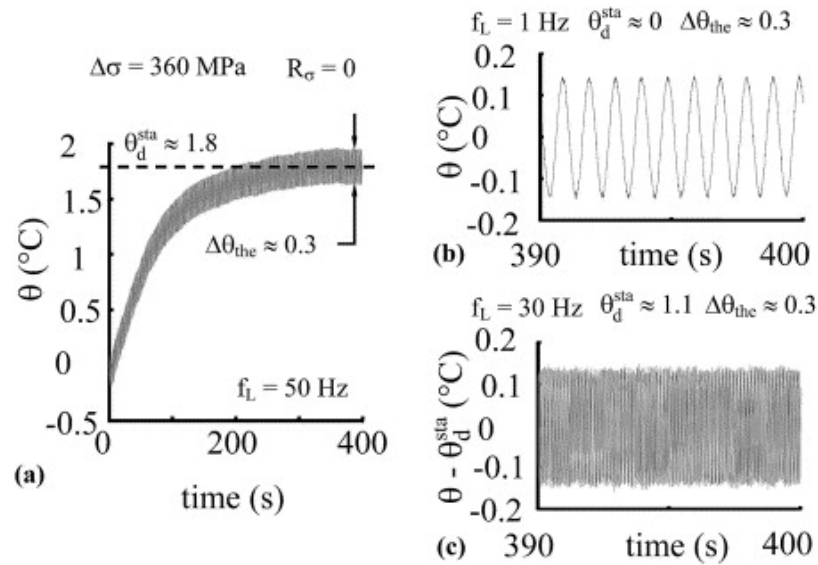 Δσ = 360 MPa R_σ = 0
θ_d^sta ≈ 1.8
2
1.5
1
0.5
0
-0.5
θ (°C)
Δθ_the ≈ 0.3
f_L = 50 Hz
0 200 400
(a)
time (s)
f_L = 1 Hz θ_d^sta ≈ 0 Δθ_the ≈ 0.3
0.2
0.1
0
-0.1
-0.2
θ (°C)
(b)
390 time (s) 400
f_L = 30 Hz θ_d^sta ≈ 1.1 Δθ_the ≈ 0.3
0.2
0.1
0
-0.1
-0.2
θ - θ_d^sta (°C)
(c)
390 time (s) 400